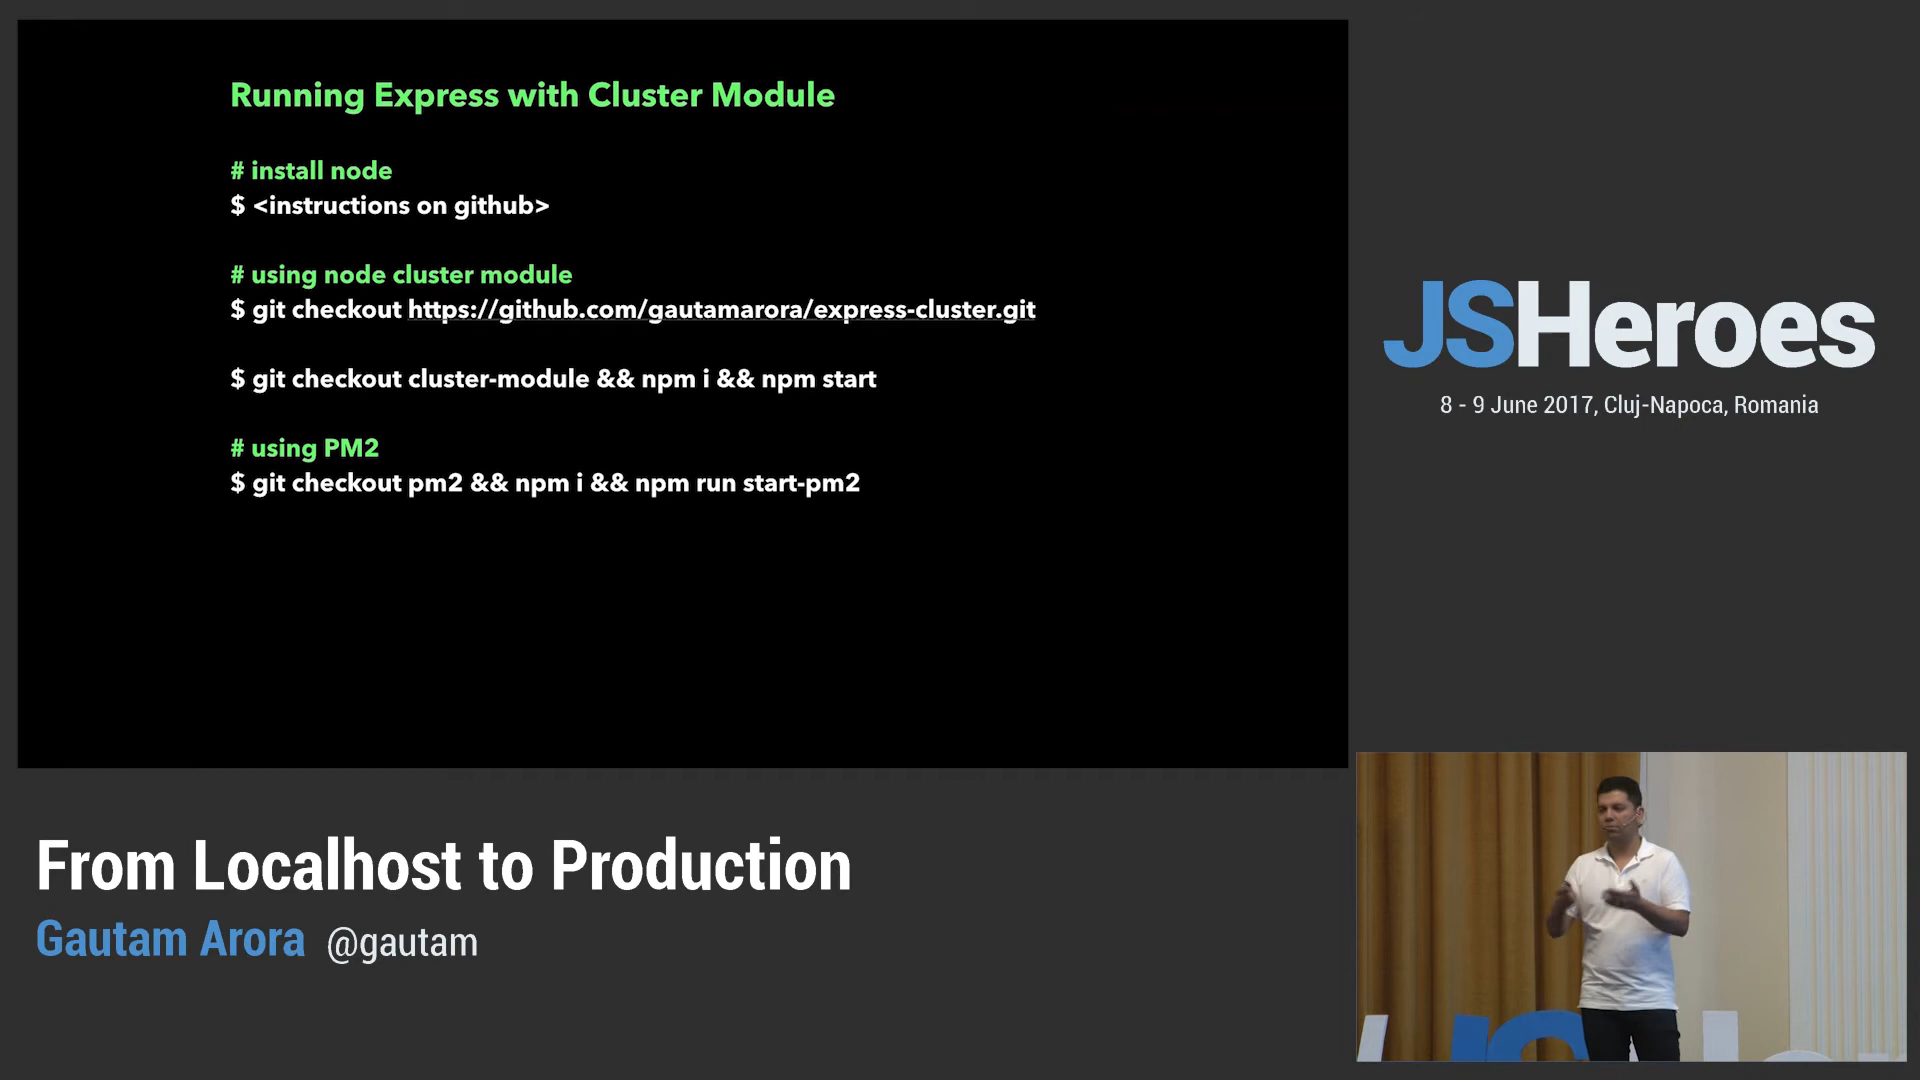 Running Express with Cluster Module
# install node
$ <instructions on github>
# using node cluster module
$ git checkout https://github.com/gautamarora/express-cluster.git
$ git checkout cluster-module && npm i && npm start
# using PM2
$ git checkout pm2 && npm i && npm run start-pm2
JSHeroes
8 - 9 June 2017, Cluj-Napoca, Romania
From Localhost to Production
Gautam Arora @gautam